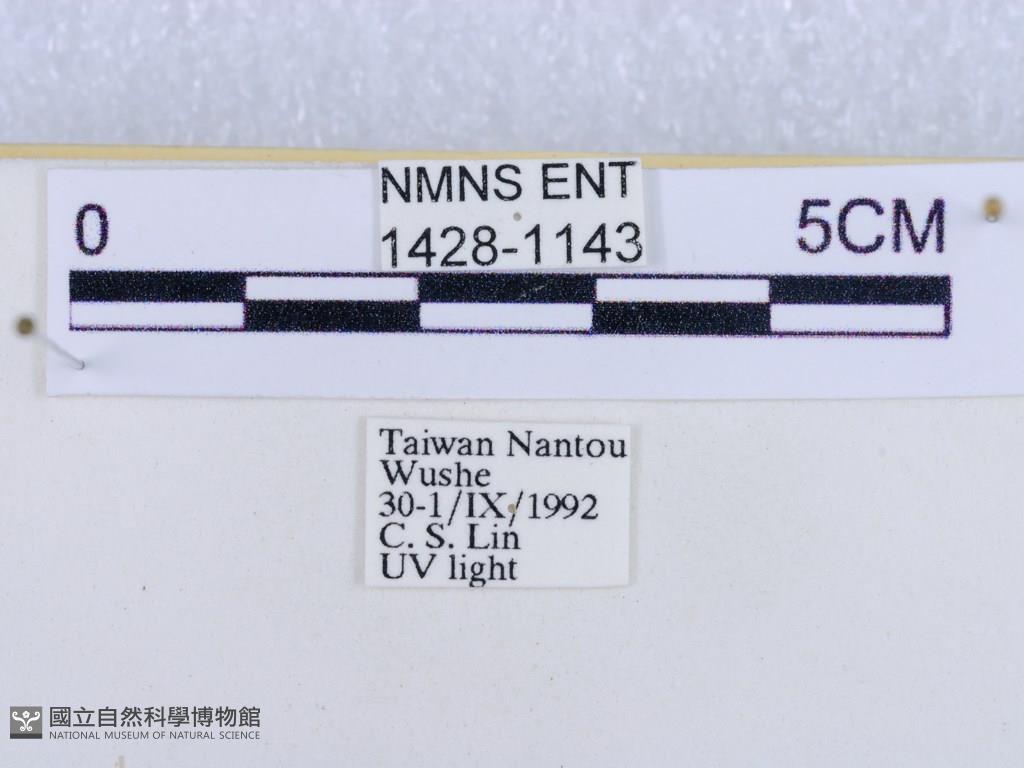 NMNS ENT
1428-1143
0 5CM
Taiwan Nantou
Wushe
30-1/IX/1992
C. S. Lin
UV light
國立自然科學博物館
NATIONAL MUSEUM OF NATURAL SCIENCE